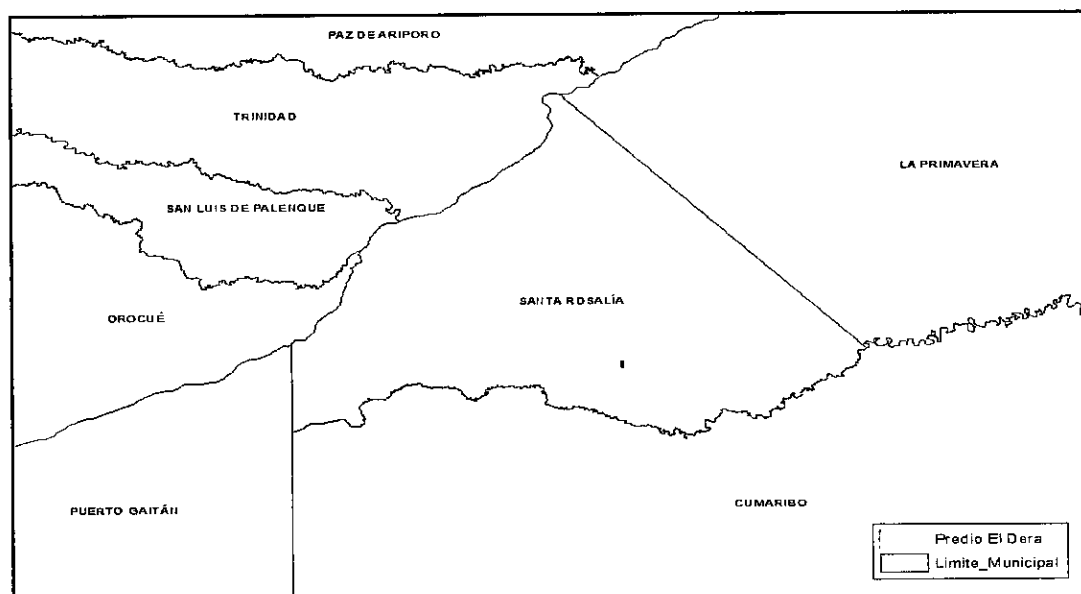 PAZ DE ARIPORO
TRINIDAD
LA PRIMAVERA
SAN LUIS DE PALENQUE
SANTA ROSALÍA
OROCUÉ
PUERTO GAITÁN
CUMARIBO
Predio El Dera
Limite_Municipal